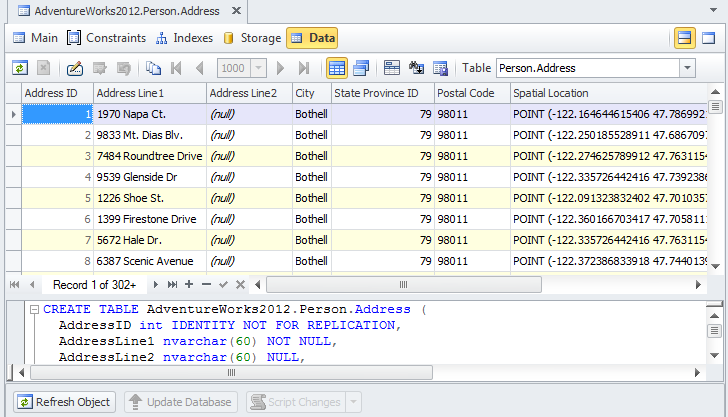 AdventureWorks2012.Person.Address
Main Constraints Indexes Storage Data
1000 Table Person.Address
Address ID Address Line1 Address Line2 City State Province ID Postal Code Spatial Location
1 1970 Napa Ct. (null) Bothell 79 98011 POINT (-122.164644615406 47.7869921
2 9833 Mt. Dias Blv. (null) Bothell 79 98011 POINT (-122.250185528911 47.6867097
3 7484 Roundtree Drive (null) Bothell 79 98011 POINT (-122.274625789912 47.7631154
4 9539 Glenside Dr (null) Bothell 79 98011 POINT (-122.335726442416 47.7392386
5 1226 Shoe St. (null) Bothell 79 98011 POINT (-122.091323832402 47.7010357
6 1399 Firestone Drive (null) Bothell 79 98011 POINT (-122.360166703417 47.7058111
7 5672 Hale Dr. (null) Bothell 79 98011 POINT (-122.335726442416 47.7631154
8 6387 Scenic Avenue (null) Bothell 79 98011 POINT (-122.372386833918 47.7440139
Record 1 of 302+
CREATE TABLE AdventureWorks2012.Person.Address (
AddressID int IDENTITY NOT FOR REPLICATION,
AddressLine1 nvarchar(60) NOT NULL,
AddressLine2 nvarchar(60) NULL,
Refresh Object Update Database Script Changes